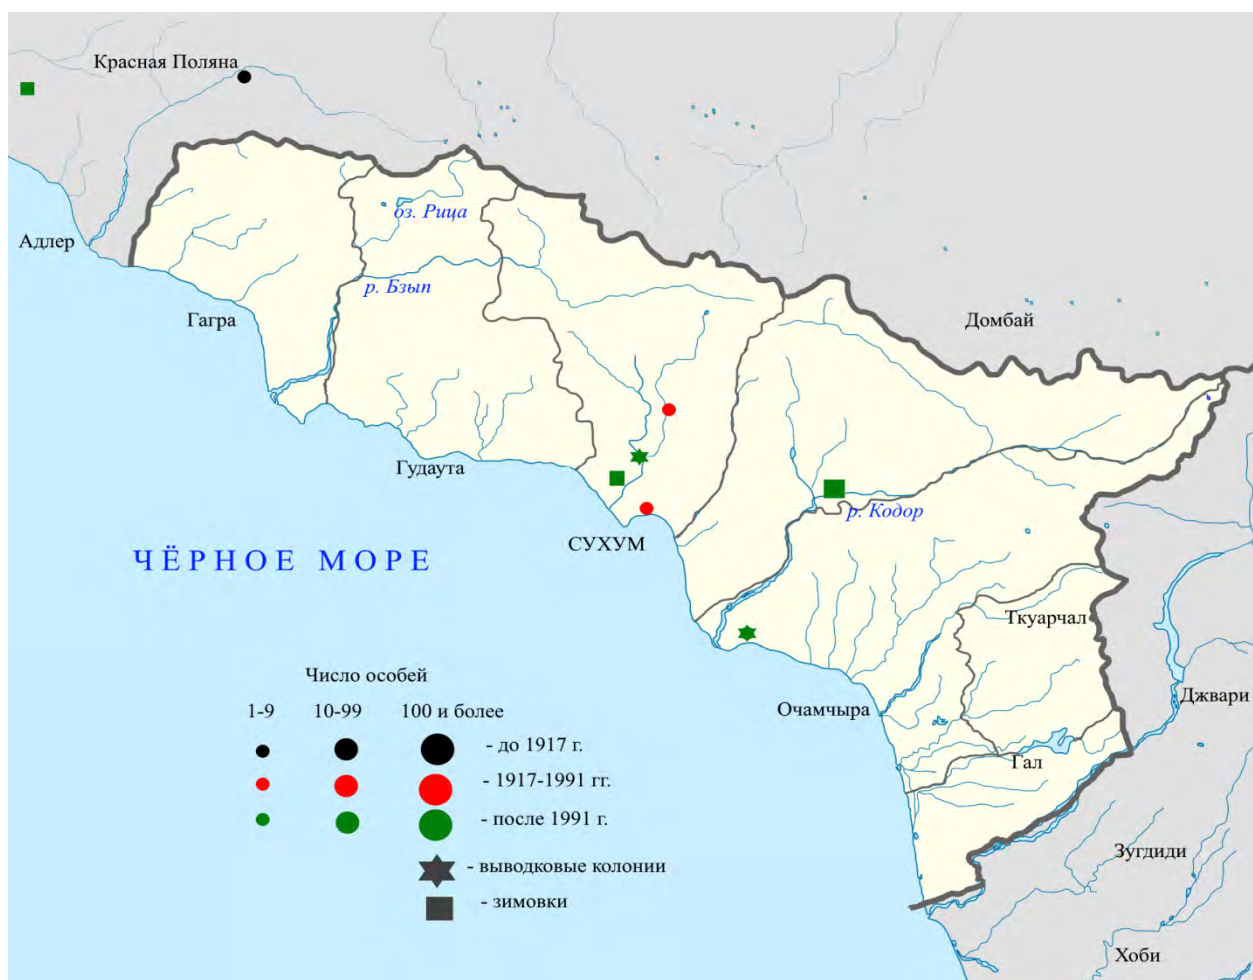 Красная Поляна
оз. Рица
Адлер
р. Бзып
Гагра
Домбай
Гудаута
р. Кодор
СУХУМ
ЧЁРНОЕ МОРЕ
Ткуарчал
Число особей
Джвари
1-9 10-99 100 и более
Очамчыра
- до 1917 г.
Гал
- 1917-1991 гг.
- после 1991 г.
Зугдиди
- выводковые колонии
- зимовки
Хоби